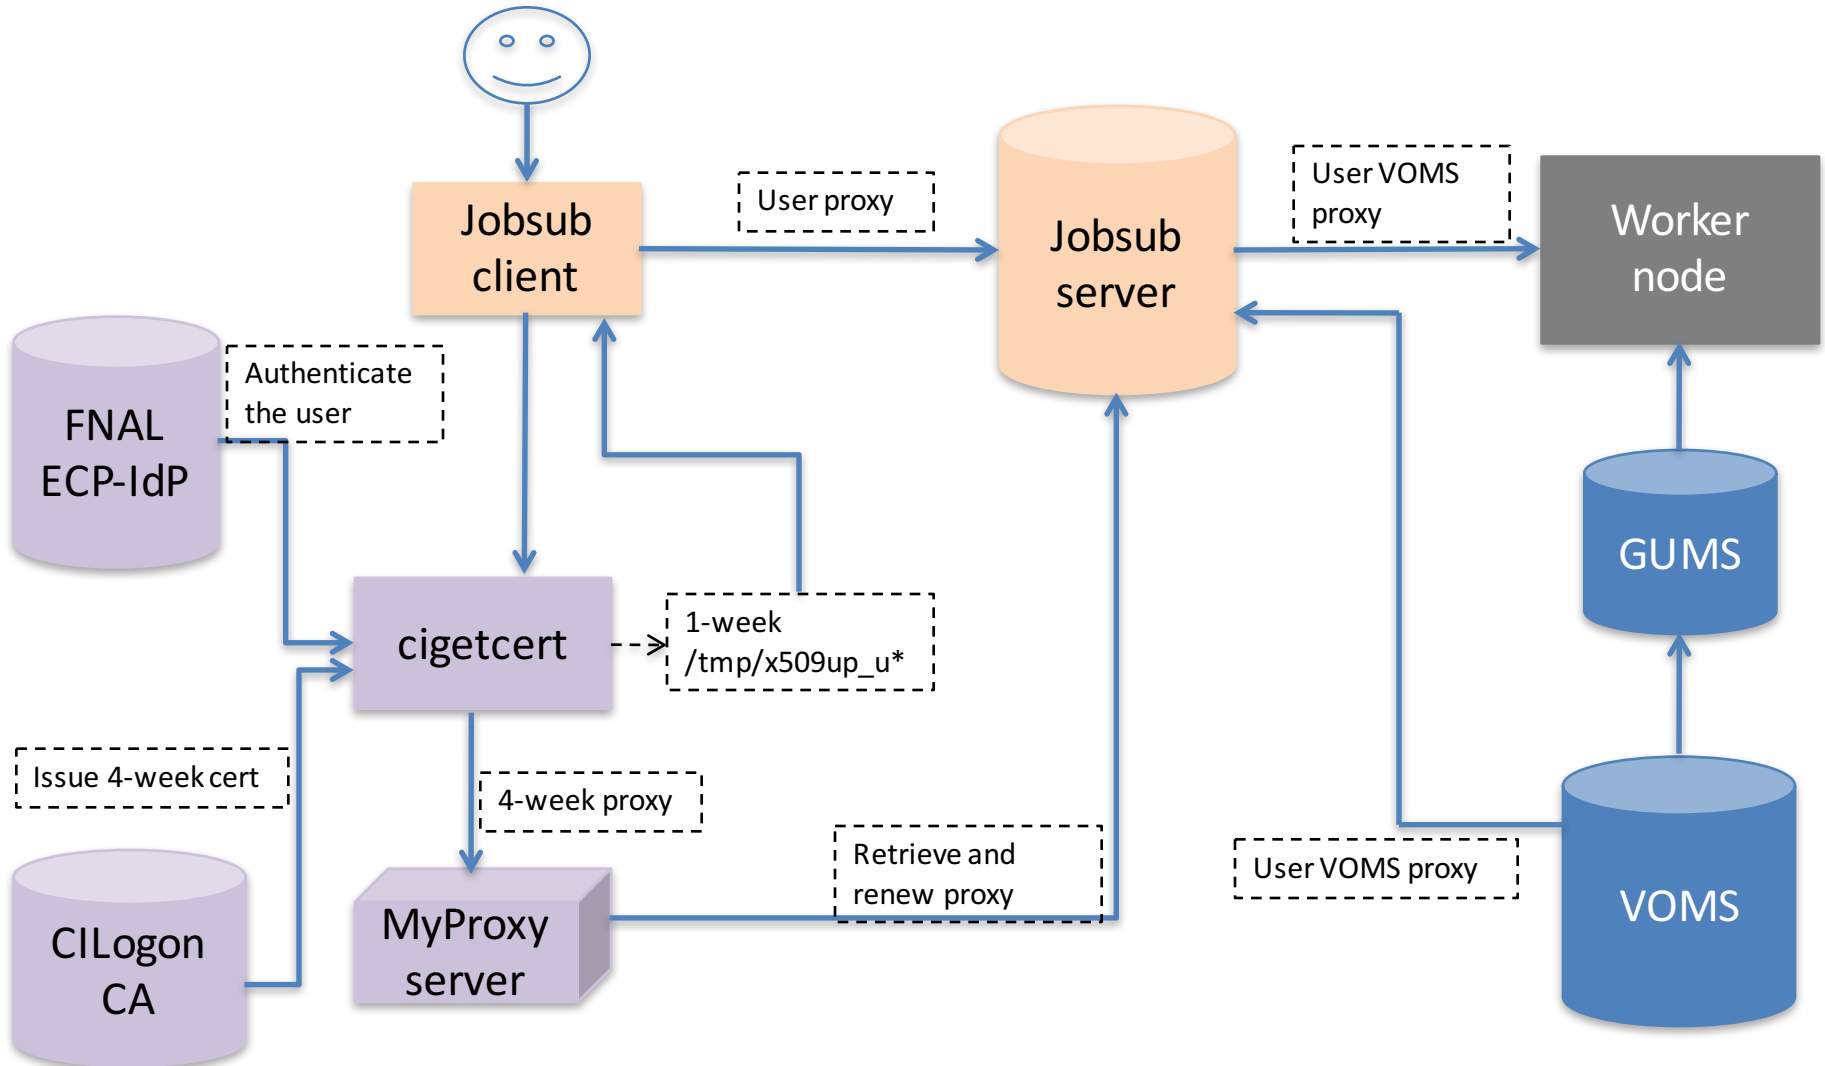 Jobsub
client
User proxy
Jobsub
server
User VOMS
proxy
Worker
node
FNAL
ECP-IdP
Authenticate
the user
cigetcert
1-week
/tmp/x509up_u*
GUMS
Issue 4-week cert
4-week proxy
CILogon
CA
MyProxy
server
Retrieve and
renew proxy
User VOMS proxy
VOMS